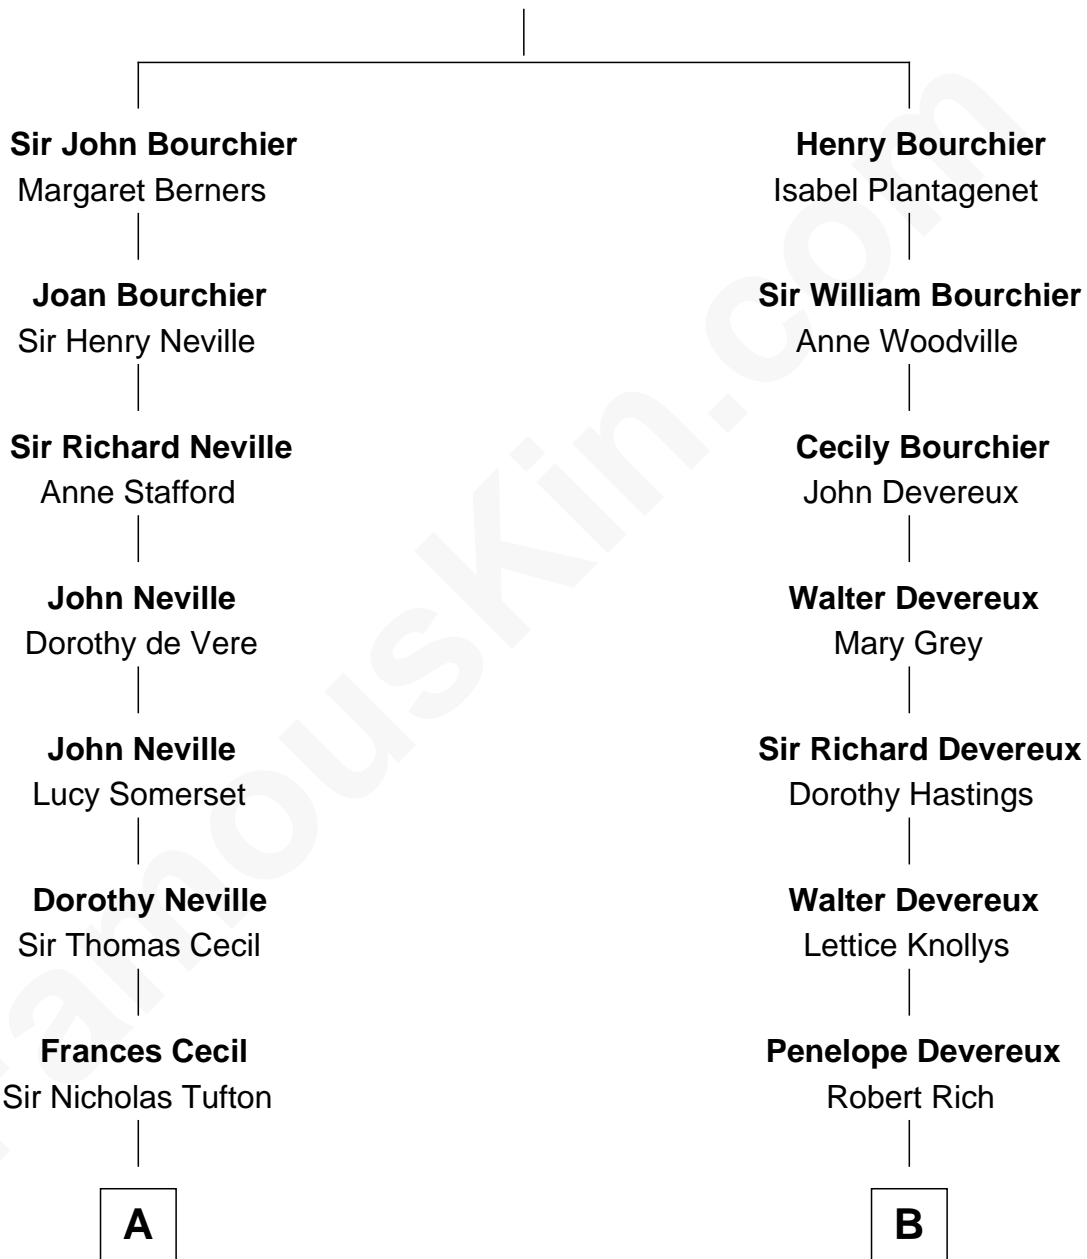 Sir John Bourchier
Margaret Berners
Joan Bourchier
Sir Henry Neville
Sir Richard Neville
Anne Stafford
John Neville
Dorothy de Vere
John Neville
Lucy Somerset
Dorothy Neville
Sir Thomas Cecil
Frances Cecil
Sir Nicholas Tufton
A
Henry Bourchier
Isabel Plantagenet
Sir William Bourchier
Anne Woodville
Cecily Bourchier
John Devereux
Walter Devereux
Mary Grey
Sir Richard Devereux
Dorothy Hastings
Walter Devereux
Lettice Knollys
Penelope Devereux
Robert Rich
B
FamousKin.com